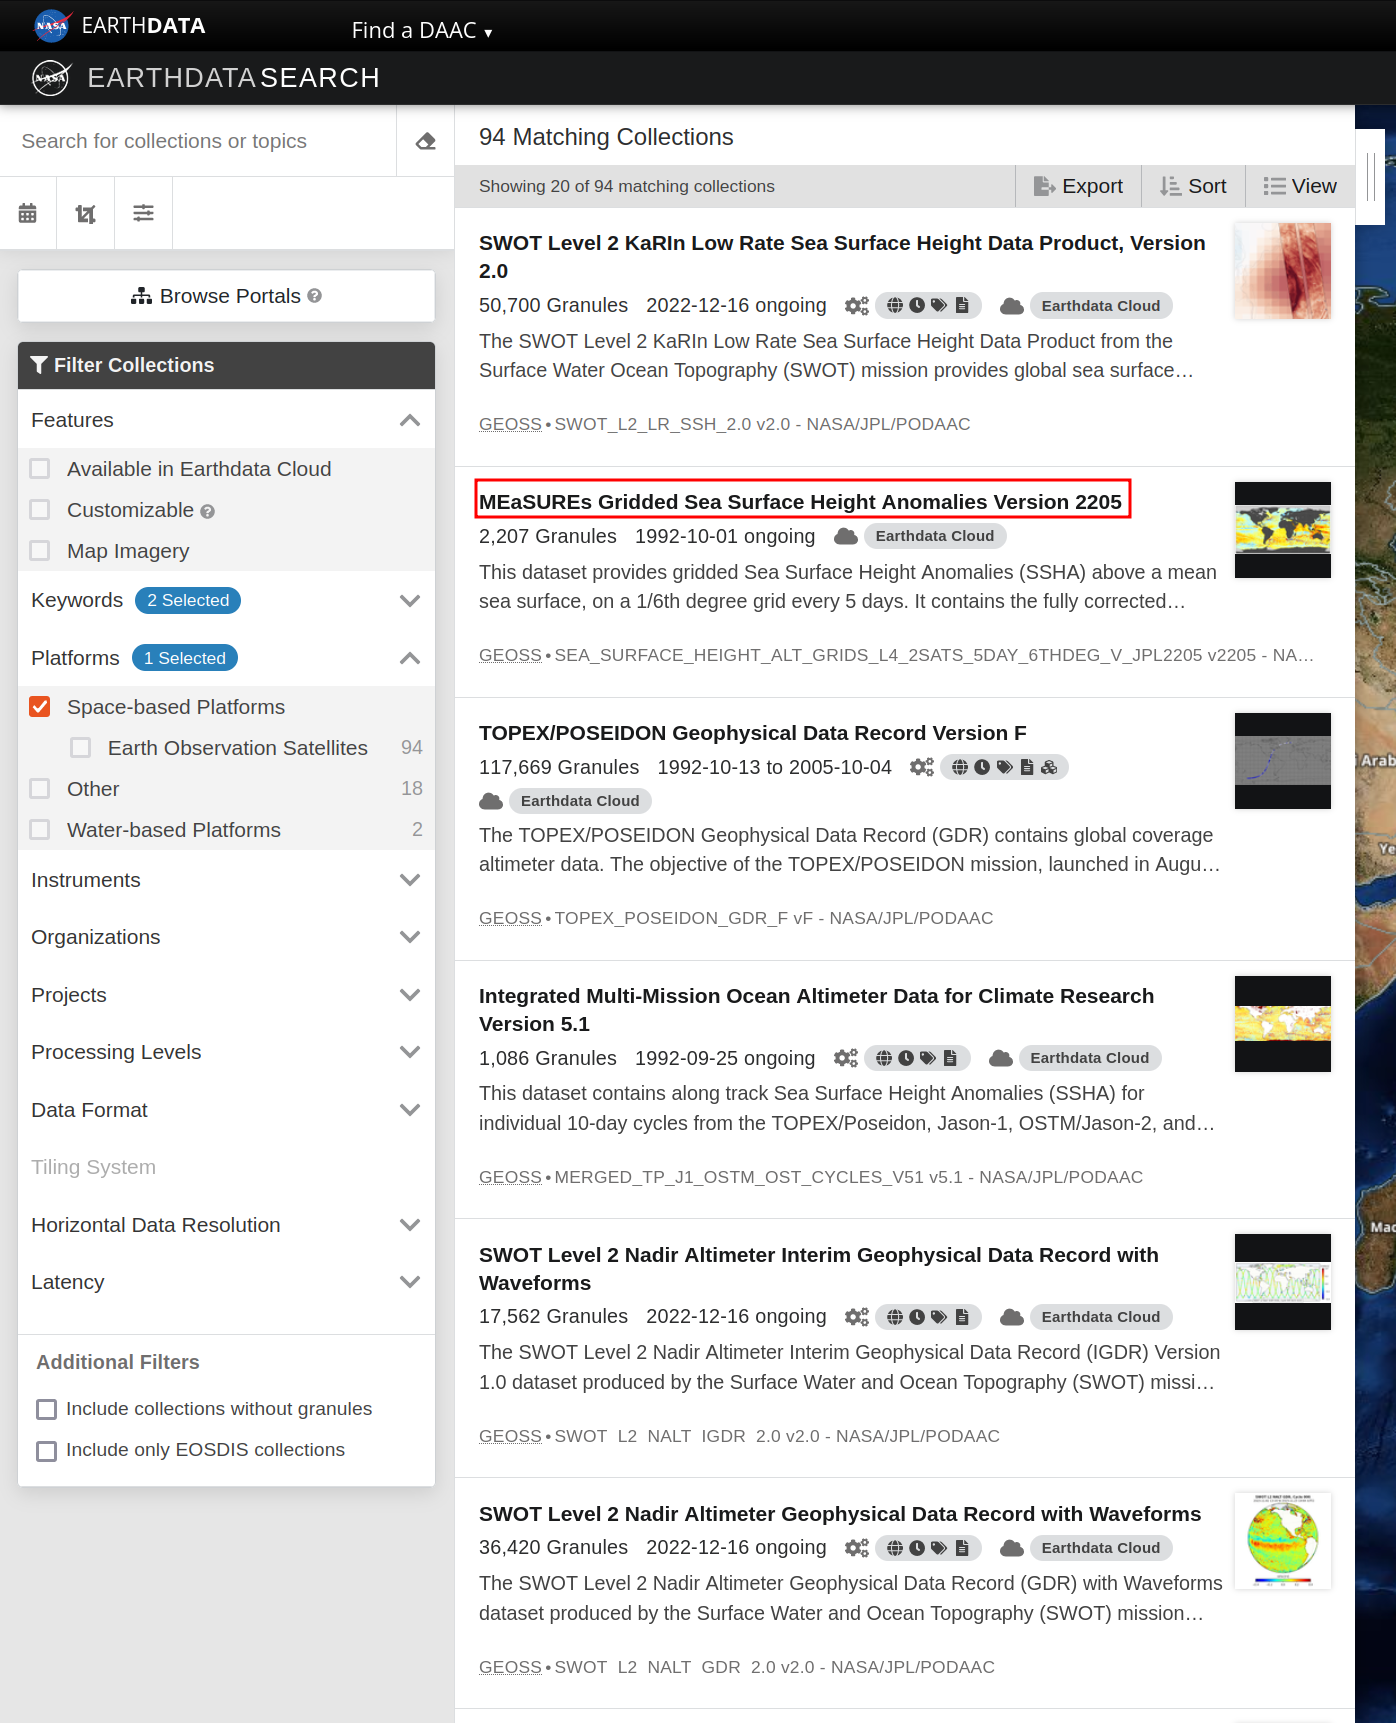 NASA EARTHDATA
Find a DAAC ▾
NASA EARTHDATA SEARCH
Search for collections or topics
Browse Portals
Filter Collections
Features
Available in Earthdata Cloud
Customizable
Map Imagery
Keywords 2 Selected
Platforms 1 Selected
Space-based Platforms
Earth Observation Satellites 94
Other 18
Water-based Platforms 2
Instruments
Organizations
Projects
Processing Levels
Data Format
Tiling System
Horizontal Data Resolution
Latency
Additional Filters
Include collections without granules
Include only EOSDIS collections
94 Matching Collections
Showing 20 of 94 matching collections
Export
Sort
View
SWOT Level 2 KaRIn Low Rate Sea Surface Height Data Product, Version
2.0
50,700 Granules 2022-12-16 ongoing Earthdata Cloud
The SWOT Level 2 KaRIn Low Rate Sea Surface Height Data Product from the
Surface Water Ocean Topography (SWOT) mission provides global sea surface…
GEOSS • SWOT_L2_LR_SSH_2.0 v2.0 - NASA/JPL/PODAAC
MEaSUREs Gridded Sea Surface Height Anomalies Version 2205
2,207 Granules 1992-10-01 ongoing Earthdata Cloud
This dataset provides gridded Sea Surface Height Anomalies (SSHA) above a mean
sea surface, on a 1/6th degree grid every 5 days. It contains the fully corrected…
GEOSS • SEA_SURFACE_HEIGHT_ALT_GRIDS_L4_2SATS_5DAY_6THDEG_V_JPL2205 v2205 - NA…
TOPEX/POSEIDON Geophysical Data Record Version F
117,669 Granules 1992-10-13 to 2005-10-04
Earthdata Cloud
The TOPEX/POSEIDON Geophysical Data Record (GDR) contains global coverage
altimeter data. The objective of the TOPEX/POSEIDON mission, launched in Augu…
GEOSS • TOPEX_POSEIDON_GDR_F vF - NASA/JPL/PODAAC
Integrated Multi-Mission Ocean Altimeter Data for Climate Research
Version 5.1
1,086 Granules 1992-09-25 ongoing Earthdata Cloud
This dataset contains along track Sea Surface Height Anomalies (SSHA) for
individual 10-day cycles from the TOPEX/Poseidon, Jason-1, OSTM/Jason-2, and…
GEOSS • MERGED_TP_J1_OSTM_OST_CYCLES_V51 v5.1 - NASA/JPL/PODAAC
SWOT Level 2 Nadir Altimeter Interim Geophysical Data Record with
Waveforms
17,562 Granules 2022-12-16 ongoing Earthdata Cloud
The SWOT Level 2 Nadir Altimeter Interim Geophysical Data Record (IGDR) Version
1.0 dataset produced by the Surface Water and Ocean Topography (SWOT) missi…
GEOSS • SWOT_L2_NALT_IGDR_2.0 v2.0 - NASA/JPL/PODAAC
SWOT Level 2 Nadir Altimeter Geophysical Data Record with Waveforms
36,420 Granules 2022-12-16 ongoing Earthdata Cloud
The SWOT Level 2 Nadir Altimeter Geophysical Data Record (GDR) with Waveforms
dataset produced by the Surface Water and Ocean Topography (SWOT) mission…
GEOSS • SWOT_L2_NALT_GDR_2.0 v2.0 - NASA/JPL/PODAAC
i Arab
Ye
Mac